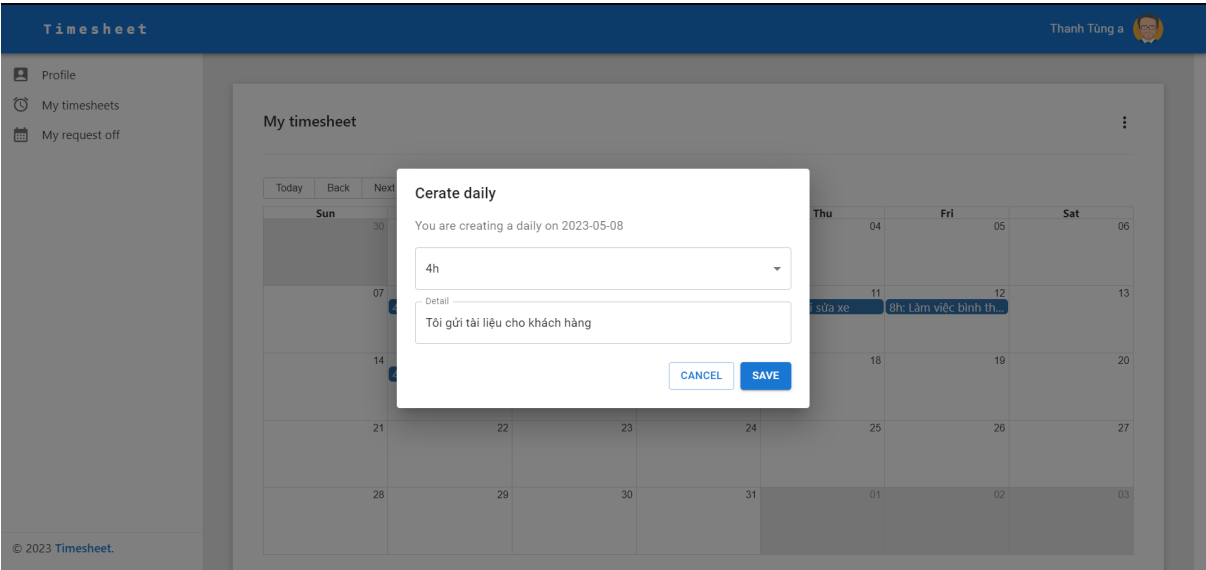 Timesheet
Thanh Tùng a
Profile
My timesheets
My request off
My timesheet
Today Back Next
Sun Thu Fri Sat
30 04 05 06
Cerate daily
You are creating a daily on 2023-05-08
4h
Detail
Tôi gửi tài liệu cho khách hàng
CANCEL SAVE
07 11 12 13
sửa xe 8h: Làm việc bình th...
14 18 19 20
21 22 23 24 25 26 27
28 29 30 31 01 02 03
© 2023 Timesheet.